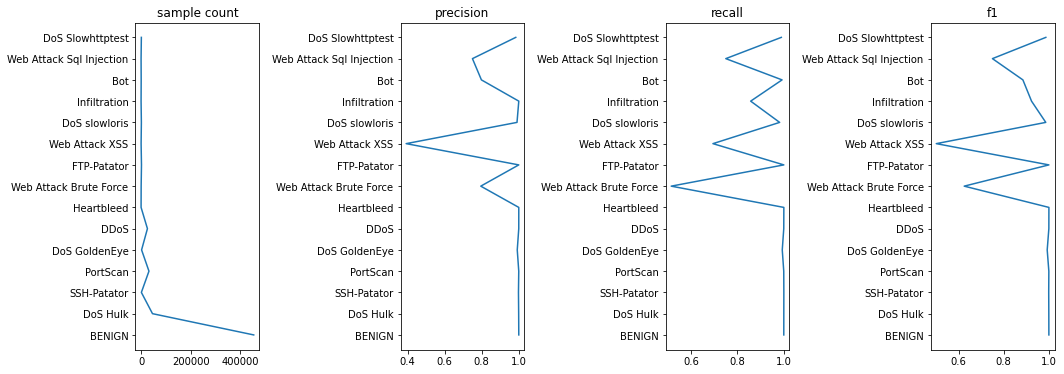 sample count
DoS Slowhttptest
Web Attack Sql Injection
Bot
Infiltration
DoS slowloris
Web Attack XSS
FTP-Patator
Web Attack Brute Force
Heartbleed
DDoS
DoS GoldenEye
PortScan
SSH-Patator
DoS Hulk
BENIGN
0 200000 400000
precision
DoS Slowhttptest
Web Attack Sql Injection
Bot
Infiltration
DoS slowloris
Web Attack XSS
FTP-Patator
Web Attack Brute Force
Heartbleed
DDoS
DoS GoldenEye
PortScan
SSH-Patator
DoS Hulk
BENIGN
0.4 0.6 0.8 1.0
recall
DoS Slowhttptest
Web Attack Sql Injection
Bot
Infiltration
DoS slowloris
Web Attack XSS
FTP-Patator
Web Attack Brute Force
Heartbleed
DDoS
DoS GoldenEye
PortScan
SSH-Patator
DoS Hulk
BENIGN
0.6 0.8 1.0
f1
DoS Slowhttptest
Web Attack Sql Injection
Bot
Infiltration
DoS slowloris
Web Attack XSS
FTP-Patator
Web Attack Brute Force
Heartbleed
DDoS
DoS GoldenEye
PortScan
SSH-Patator
DoS Hulk
BENIGN
0.6 0.8 1.0